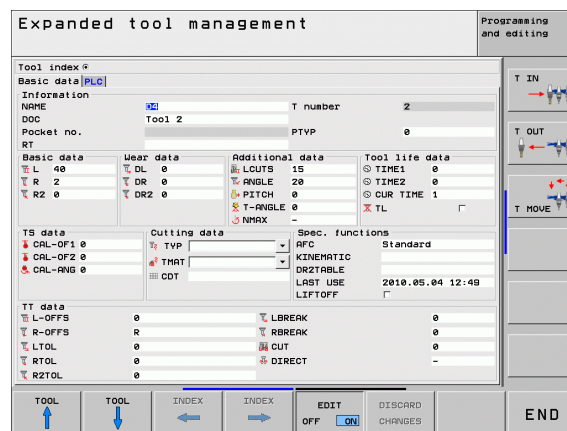 Expanded tool management
Programming
and editing
Tool index
Basic data PLC
Information
NAME D4 T number 2
DOC Tool 2
Pocket no. PTYP 0
RT
Basic data Wear data Additional data Tool life data
L 40 DL 0 LCUTS 15 TIME1 0
R 2 DR 0 ANGLE 20 TIME2 0
R2 0 DR2 0 PITCH 0 CUR TIME 1
T-ANGLE 0 TL
NMAX -
TS data Cutting data Spec. functions
CAL-OF1 0 TYP AFC Standard
CAL-OF2 0 TMAT KINEMATIC
CAL-ANG 0 CDT DR2TABLE
LAST USE 2010.05.04 12:49
LIFTOFF
TT data
L-OFFS 0 LBREAK 0
R-OFFS R RBREAK 0
LTOL 0 CUT 0
RTOL 0 DIRECT -
R2TOL 0
T IN
T OUT
T MOVE
TOOL TOOL INDEX INDEX EDIT DISCARD
OFF ON CHANGES
END